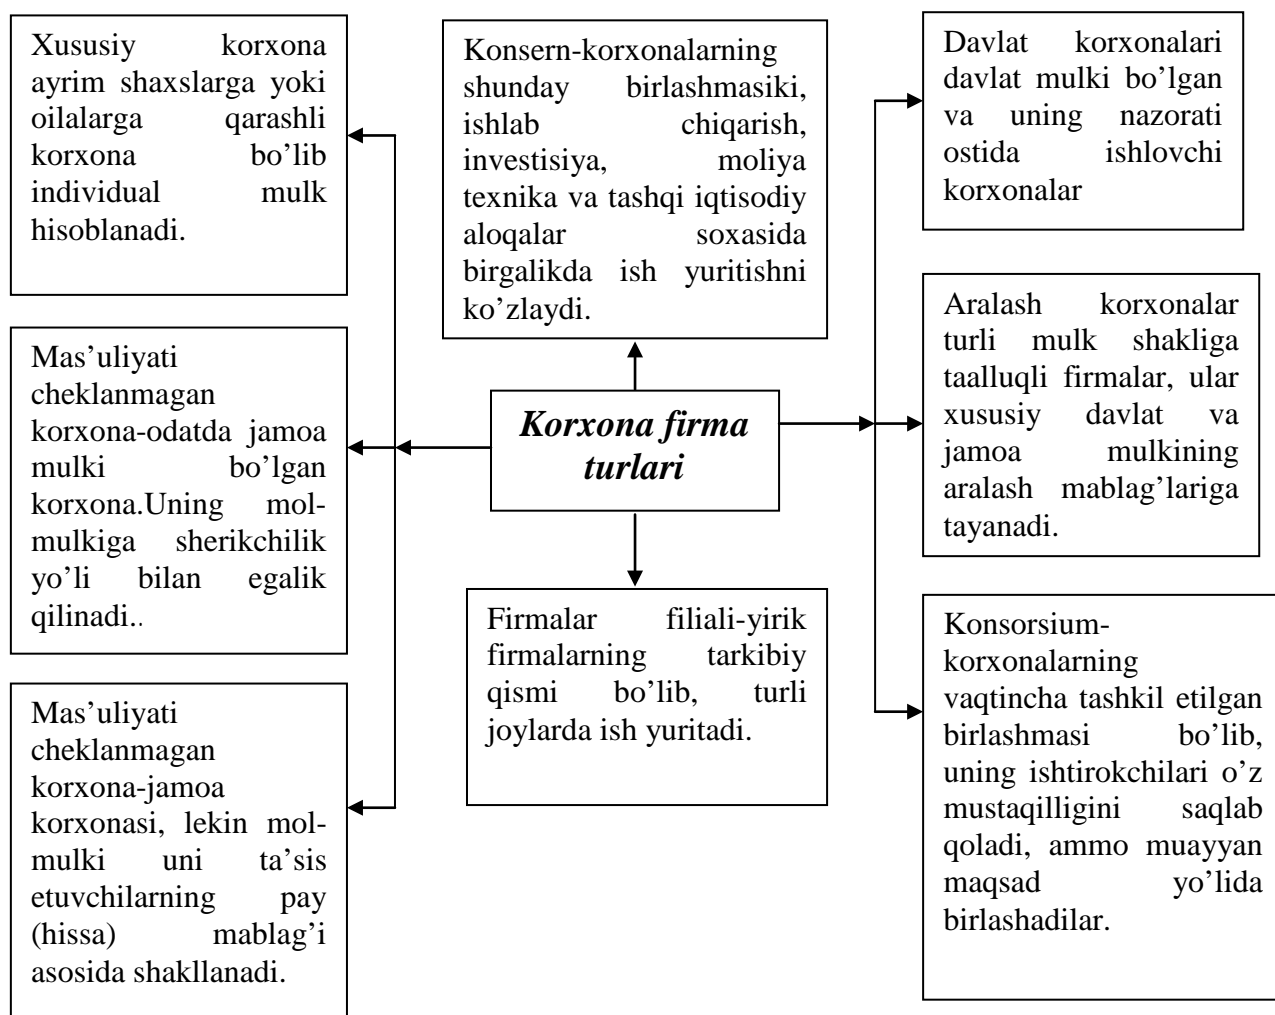 Xususiy korxona
ayrim shaxslarga yoki
oilalarga qarashli
korxona bo’lib
individual mulk
hisoblanadi.
Mas’uliyati
cheklanmagan
korxona-odatda jamoa
mulki bo’lgan
korxona.Uning mol-
mulkiga sherikchilik
yo’li bilan egalik
qilinadi..
Mas’uliyati
cheklanmagan
korxona-jamoa
korxonasi, lekin mol-
mulki uni ta’sis
etuvchilarning pay
(hissa) mablag’i
asosida shakllanadi.
Konsern-korxonalarning
shunday birlashmasiki,
ishlab chiqarish,
investisiya, moliya
texnika va tashqi iqtisodiy
aloqalar soxasida
birgalikda ish yuritishni
ko’zlaydi.
Korxona firma
turlari
Firmalar filiali-yirik
firmalarning tarkibiy
qismi bo’lib, turli
joylarda ish yuritadi.
Davlat korxonalari
davlat mulki bo’lgan
va uning nazorati
ostida ishlovchi
korxonalar
Aralash korxonalar
turli mulk shakliga
taalluqli firmalar, ular
xususiy davlat va
jamoa mulkining
aralash mablag’lariga
tayanadi.
Konsorsium-
korxonalarning
vaqtincha tashkil etilgan
birlashmasi bo’lib,
uning ishtirokchilari o’z
mustaqilligini saqlab
qoladi, ammo muayyan
maqsad yo’lida
birlashadilar.